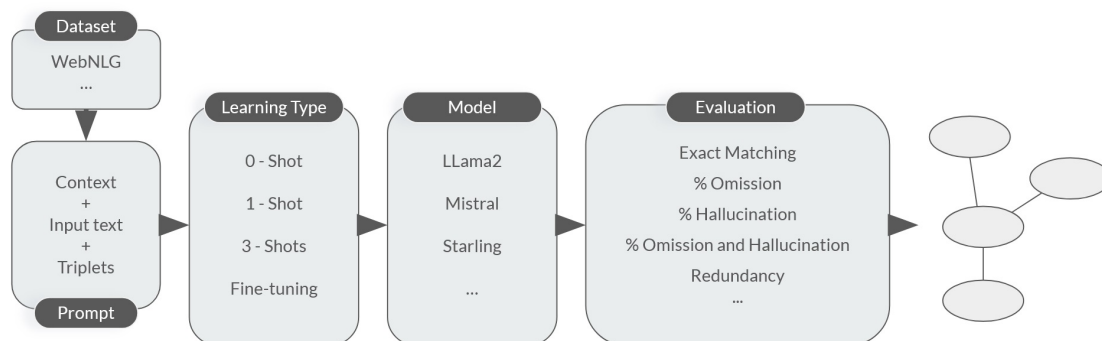 Dataset
WebNLG
...
Context
+
Input text
+
Triplets
Prompt
Learning Type
0 - Shot
1 - Shot
3 - Shots
Fine-tuning
Model
LLama2
Mistral
Starling
...
Evaluation
Exact Matching
% Omission
% Hallucination
% Omission and Hallucination
Redundancy
...